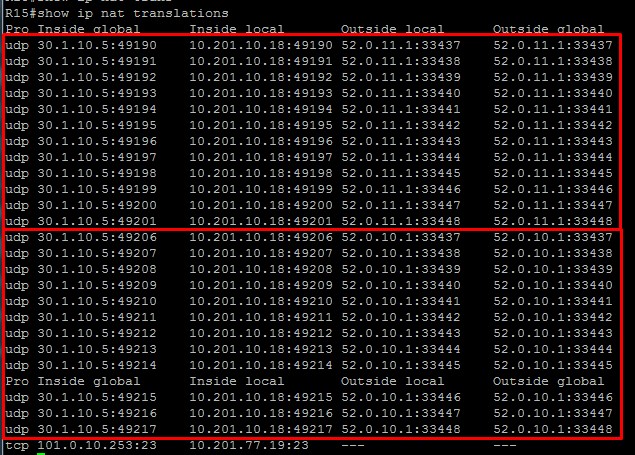 R15#show ip nat translations
Pro Inside global Inside local Outside local Outside global
udp 30.1.10.5:49190 10.201.10.18:49190 52.0.11.1:33437 52.0.11.1:33437
udp 30.1.10.5:49191 10.201.10.18:49191 52.0.11.1:33438 52.0.11.1:33438
udp 30.1.10.5:49192 10.201.10.18:49192 52.0.11.1:33439 52.0.11.1:33439
udp 30.1.10.5:49193 10.201.10.18:49193 52.0.11.1:33440 52.0.11.1:33440
udp 30.1.10.5:49194 10.201.10.18:49194 52.0.11.1:33441 52.0.11.1:33441
udp 30.1.10.5:49195 10.201.10.18:49195 52.0.11.1:33442 52.0.11.1:33442
udp 30.1.10.5:49196 10.201.10.18:49196 52.0.11.1:33443 52.0.11.1:33443
udp 30.1.10.5:49197 10.201.10.18:49197 52.0.11.1:33444 52.0.11.1:33444
udp 30.1.10.5:49198 10.201.10.18:49198 52.0.11.1:33445 52.0.11.1:33445
udp 30.1.10.5:49199 10.201.10.18:49199 52.0.11.1:33446 52.0.11.1:33446
udp 30.1.10.5:49200 10.201.10.18:49200 52.0.11.1:33447 52.0.11.1:33447
udp 30.1.10.5:49201 10.201.10.18:49201 52.0.11.1:33448 52.0.11.1:33448
udp 30.1.10.5:49206 10.201.10.18:49206 52.0.10.1:33437 52.0.10.1:33437
udp 30.1.10.5:49207 10.201.10.18:49207 52.0.10.1:33438 52.0.10.1:33438
udp 30.1.10.5:49208 10.201.10.18:49208 52.0.10.1:33439 52.0.10.1:33439
udp 30.1.10.5:49209 10.201.10.18:49209 52.0.10.1:33440 52.0.10.1:33440
udp 30.1.10.5:49210 10.201.10.18:49210 52.0.10.1:33441 52.0.10.1:33441
udp 30.1.10.5:49211 10.201.10.18:49211 52.0.10.1:33442 52.0.10.1:33442
udp 30.1.10.5:49212 10.201.10.18:49212 52.0.10.1:33443 52.0.10.1:33443
udp 30.1.10.5:49213 10.201.10.18:49213 52.0.10.1:33444 52.0.10.1:33444
udp 30.1.10.5:49214 10.201.10.18:49214 52.0.10.1:33445 52.0.10.1:33445
Pro Inside global Inside local Outside local Outside global
udp 30.1.10.5:49215 10.201.10.18:49215 52.0.10.1:33446 52.0.10.1:33446
udp 30.1.10.5:49216 10.201.10.18:49216 52.0.10.1:33447 52.0.10.1:33447
udp 30.1.10.5:49217 10.201.10.18:49217 52.0.10.1:33448 52.0.10.1:33448
tcp 101.0.10.253:23 10.201.77.19:23 --- ---